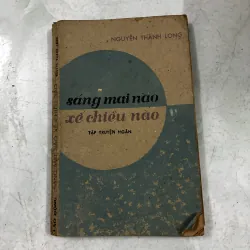 NGUYỄN THÀNH LONG
sáng mai nào
xế chiều nào
TẬP TRUYỆN NGẮN